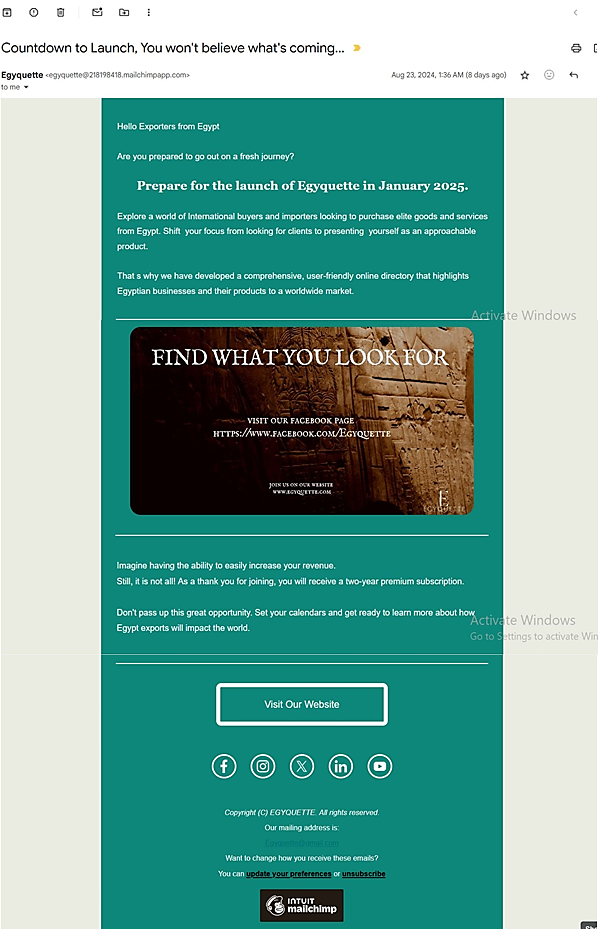 Countdown to Launch, You won't believe what's coming...
Egyquette <egyquette@218198418.mailchimpapp.com>
Aug 23, 2024, 1:36 AM (8 days ago)
to me
Hello Exporters from Egypt
Are you prepared to go out on a fresh journey?
Prepare for the launch of Egyquette in January 2025.
Explore a world of International buyers and importers looking to purchase elite goods and services
from Egypt. Shift your focus from looking for clients to presenting yourself as an approachable
product.
That s why we have developed a comprehensive, user-friendly online directory that highlights
Egyptian businesses and their products to a worldwide market.
Activate Windows
FIND WHAT YOU LOOK FOR
VISIT OUR FACEBOOK PAGE
HTTPS://WWW.FACEBOOK.COM/EGYQUETTE
JOIN US ON OUR WEBSITE
WWW.EGYQUETTE.COM
E
EGYQUETTE
Imagine having the ability to easily increase your revenue.
Still, it is not all! As a thank you for joining, you will receive a two-year premium subscription.
Don't pass up this great opportunity. Set your calendars and get ready to learn more about how
Egypt exports will impact the world.
Activate Windows
Go to Settings to activate Win
Visit Our Website
Copyright (C) EGYQUETTE. All rights reserved.
Our mailing address is:
Egyquette@gmail.com
Want to change how you receive these emails?
You can update your preferences or unsubscribe
INTUIT
mailchimp